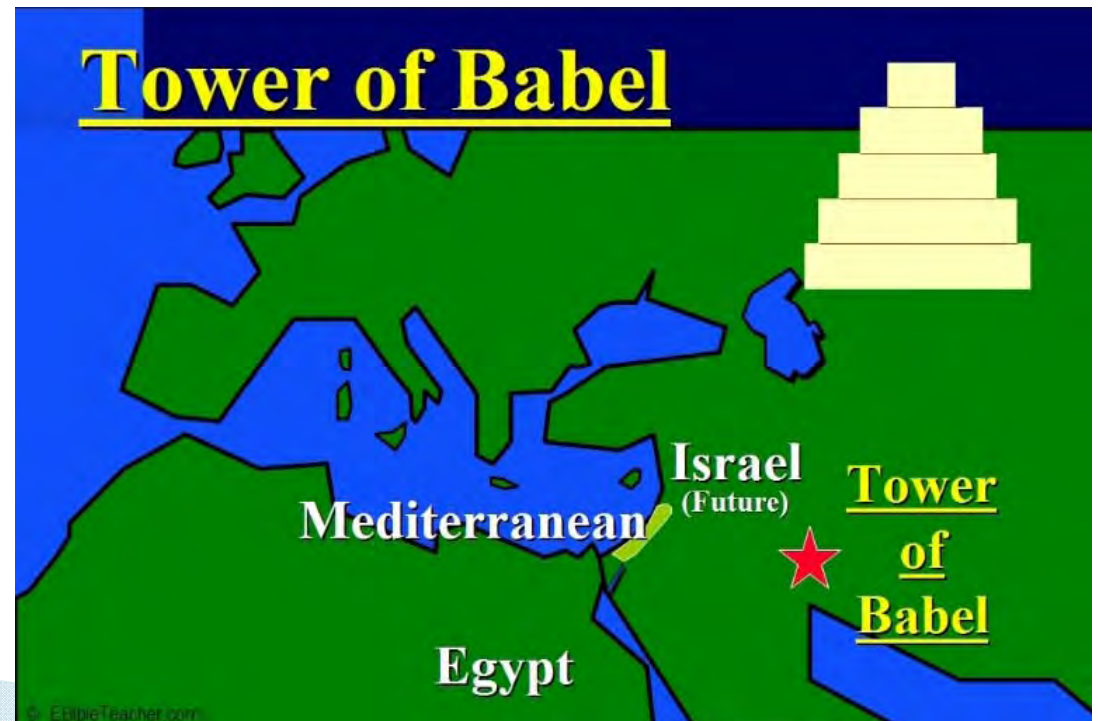 Tower of Babel
Israel
(Future)
Mediterranean
Tower
of
Babel
Egypt
© EBibleTeacher.com